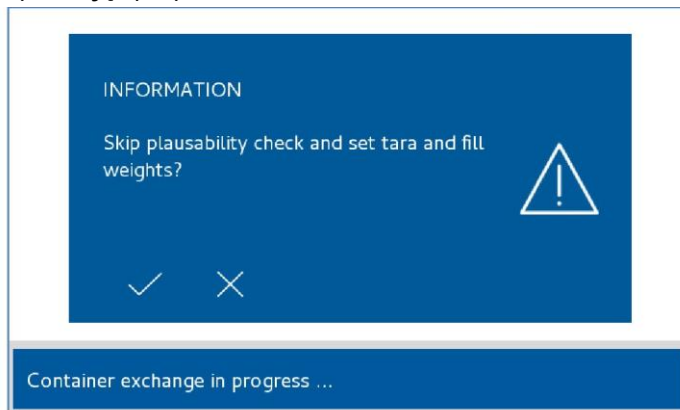 INFORMATION
Skip plausability check and set tara and fill
weights?
Container exchange in progress ...